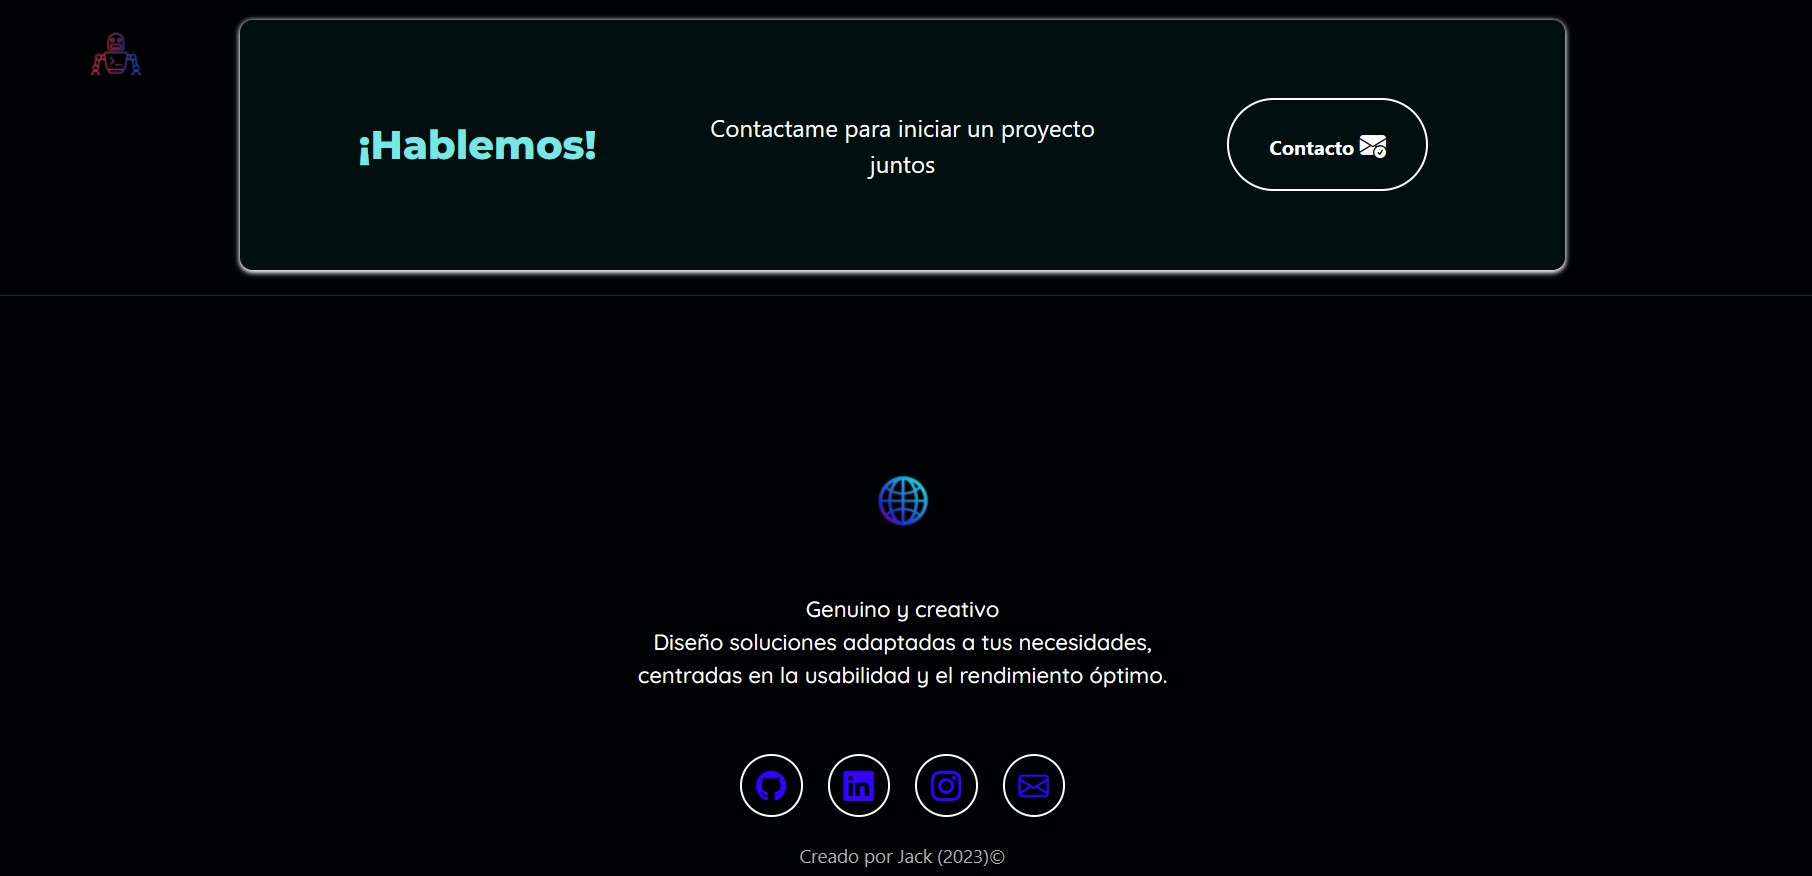 ¡Hablemos!
Contactame para iniciar un proyecto
juntos
Contacto
Genuino y creativo
Diseño soluciones adaptadas a tus necesidades,
centradas en la usabilidad y el rendimiento óptimo.
in
Creado por Jack (2023)©